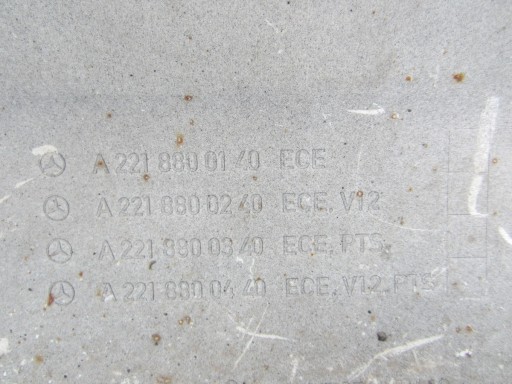 A 221 880 01 40 ECE
A 221 880 02 40 ECE, V12
A 221 880 03 40 ECE, PTS
A 221 880 04 40 ECE, V12, PTS